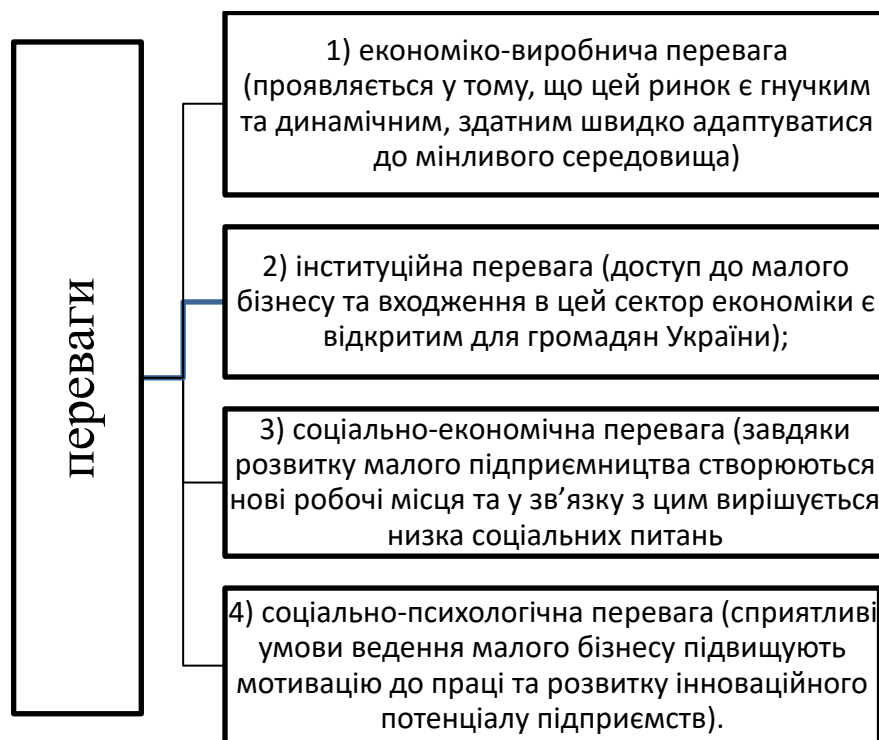 переваги
1) економіко-виробнича перевага
(проявляється у тому, що цей ринок є гнучким
та динамічним, здатним швидко адаптуватися
до мінливого середовища)
2) інституційна перевага (доступ до малого
бізнесу та входження в цей сектор економіки є
відкритим для громадян України);
3) соціально-економічна перевага (завдяки
розвитку малого підприємництва створюються
нові робочі місця та у зв’язку з цим вирішується
низка соціальних питань
4) соціально-психологічна перевага (сприятливі
умови ведення малого бізнесу підвищують
мотивацію до праці та розвитку інноваційного
потенціалу підприємств).